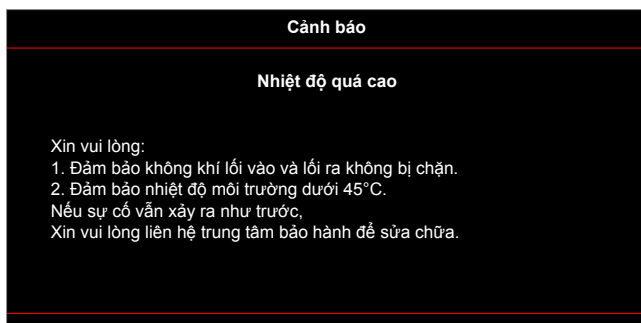 Cảnh báo
Nhiệt độ quá cao
Xin vui lòng:
1. Đảm bảo không khí lối vào và lối ra không bị chặn.
2. Đảm bảo nhiệt độ môi trường dưới 45°C.
Nếu sự cố vẫn xảy ra như trước,
Xin vui lòng liên hệ trung tâm bảo hành để sửa chữa.